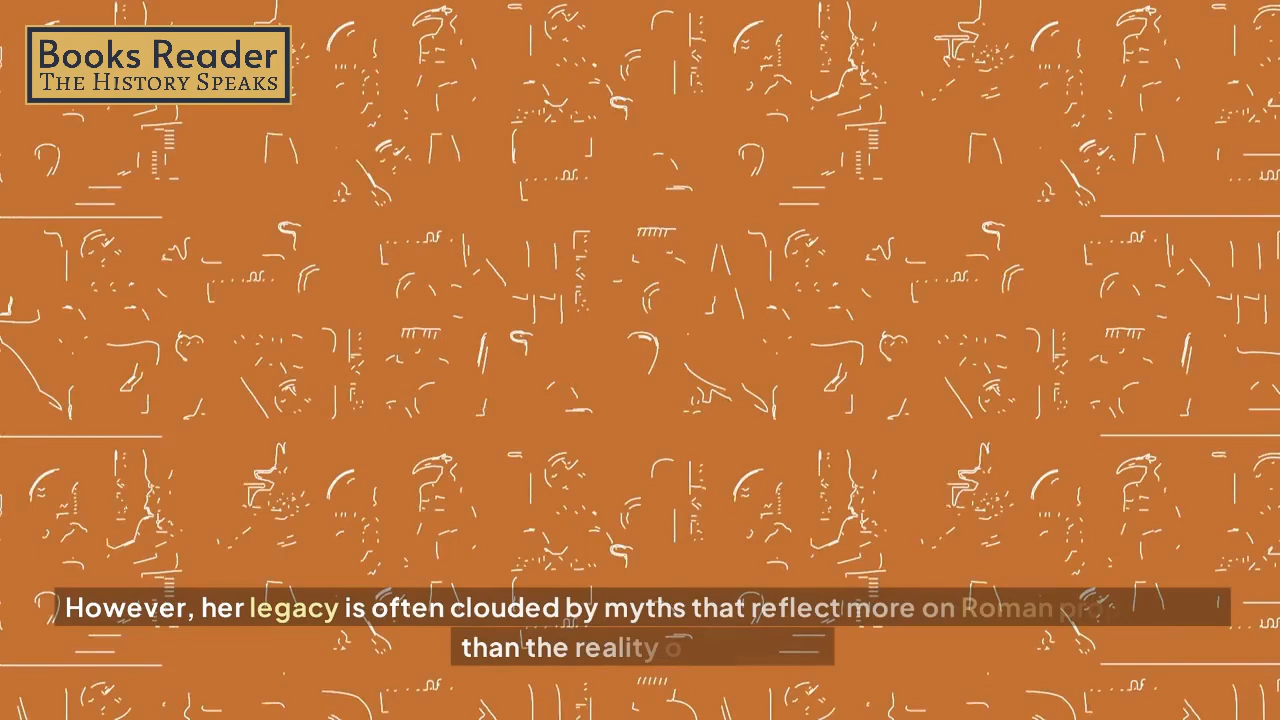 Books Reader
THE HISTORY SPEAKS
However, her legacy is often clouded by myths that reflect more on Roman
than the reality